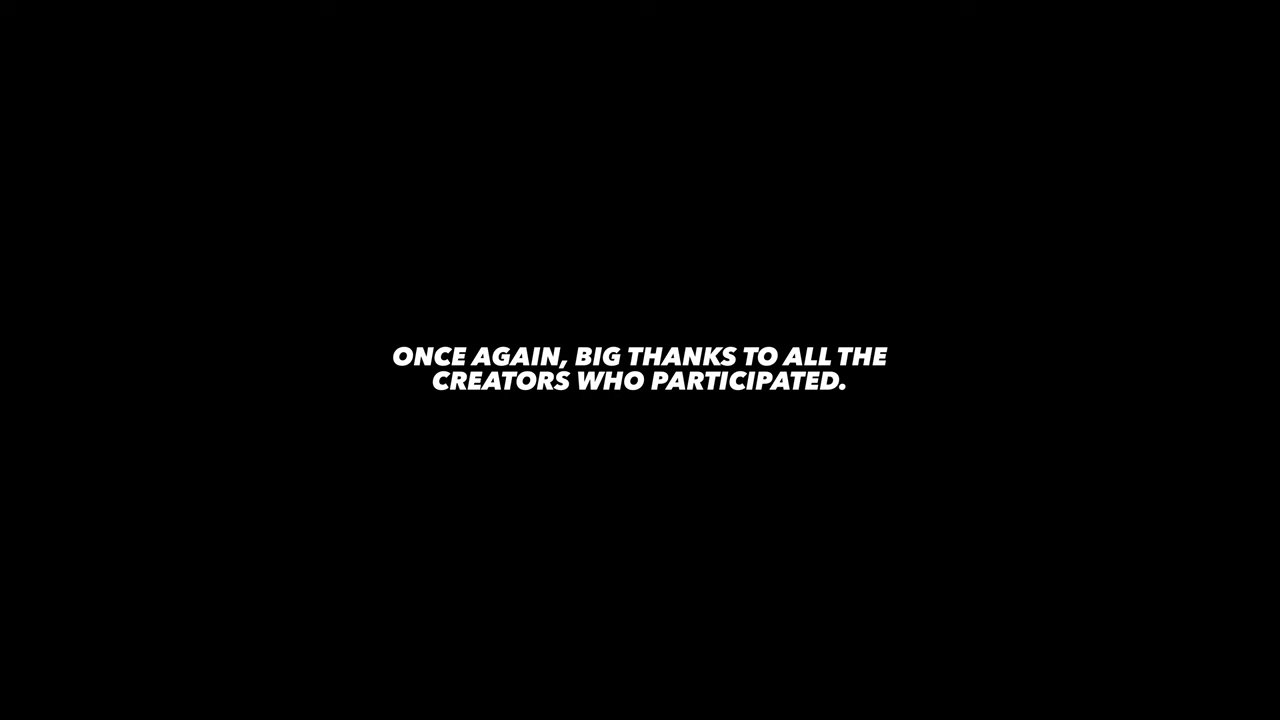 ONCE AGAIN, BIG THANKS TO ALL THE
CREATORS WHO PARTICIPATED.